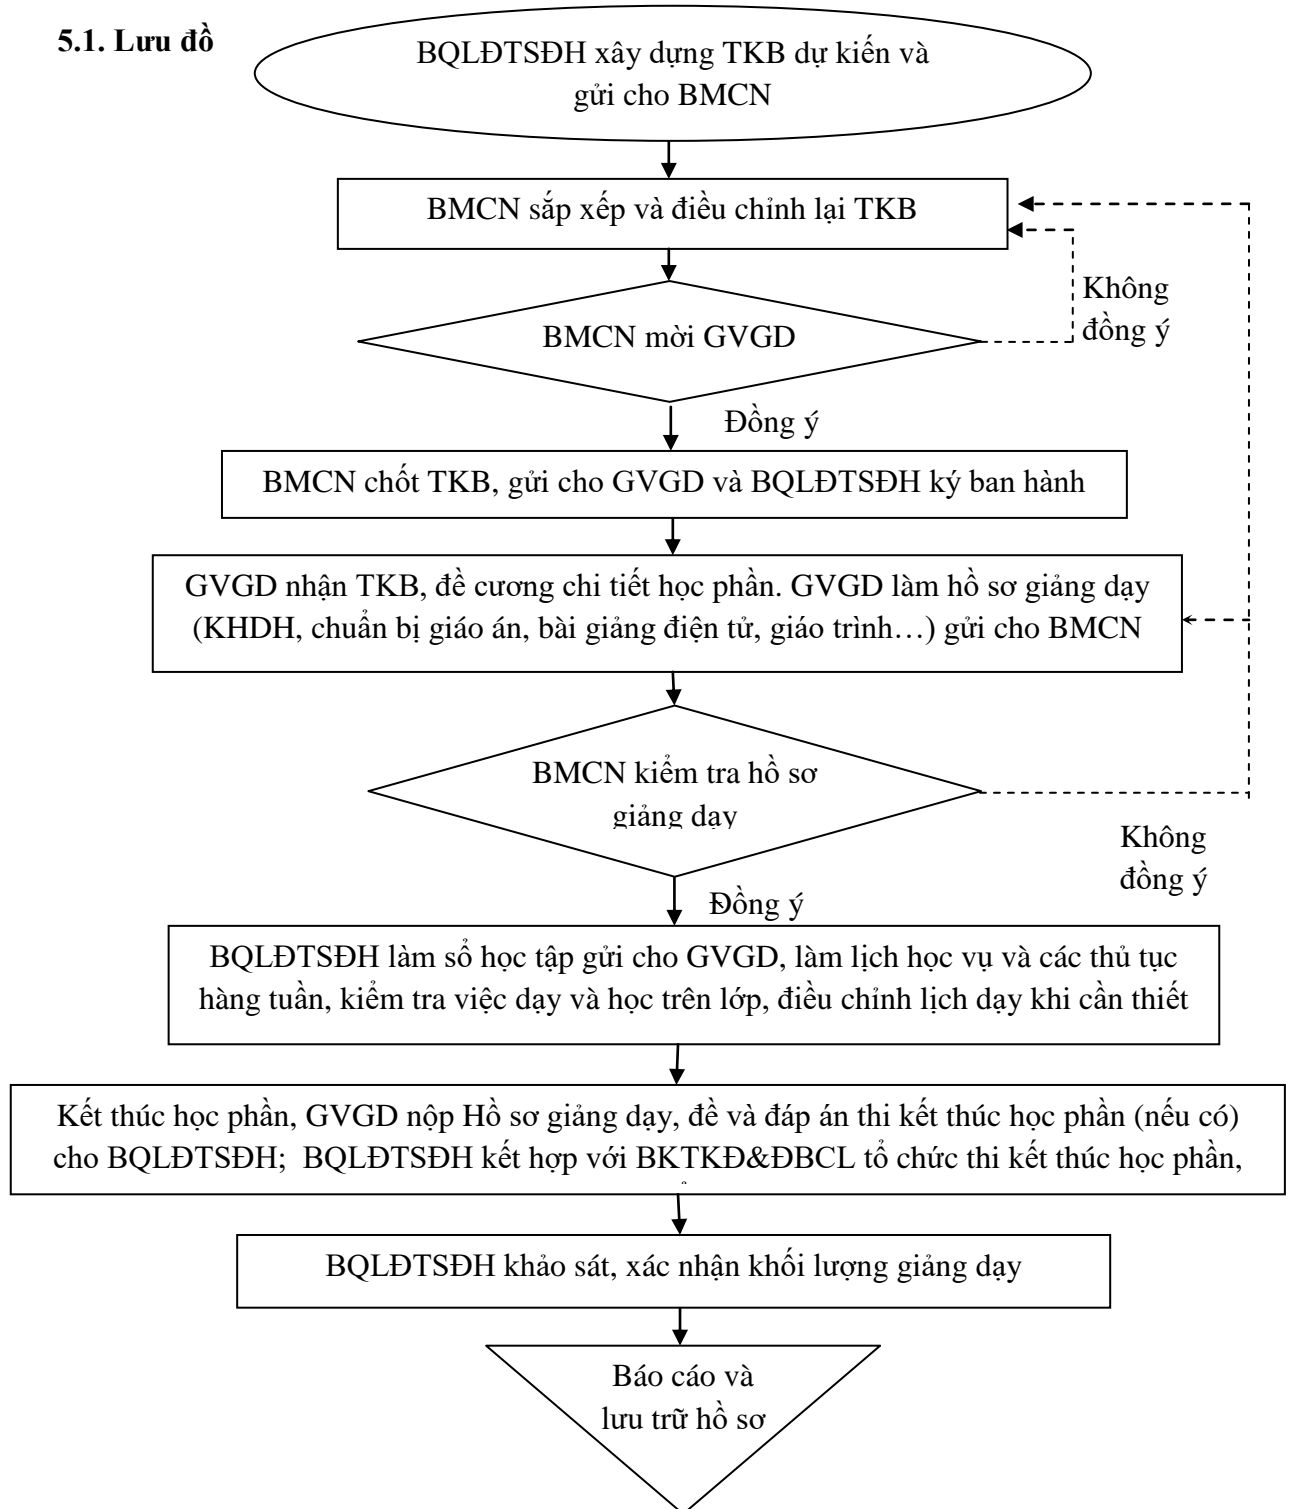 5.1. Lưu đồ
BQLĐTSĐH xây dựng TKB dự kiến và
gửi cho BMCN
BMCN sắp xếp và điều chỉnh lại TKB
Không
đồng ý
BMCN mời GVGD
Đồng ý
BMCN chốt TKB, gửi cho GVGD và BQLĐTSĐH ký ban hành
GVGD nhận TKB, đề cương chi tiết học phần. GVGD làm hồ sơ giảng dạy
(KHDH, chuẩn bị giáo án, bài giảng điện tử, giáo trình…) gửi cho BMCN
BMCN kiểm tra hồ sơ
giảng dạy
Không
đồng ý
Đồng ý
BQLĐTSĐH làm sổ học tập gửi cho GVGD, làm lịch học vụ và các thủ tục
hàng tuần, kiểm tra việc dạy và học trên lớp, điều chỉnh lịch dạy khi cần thiết
Kết thúc học phần, GVGD nộp Hồ sơ giảng dạy, đề và đáp án thi kết thúc học phần (nếu có)
cho BQLĐTSĐH; BQLĐTSĐH kết hợp với BKTKĐ&ĐBCL tổ chức thi kết thúc học phần,
BQLĐTSĐH khảo sát, xác nhận khối lượng giảng dạy
Báo cáo và
lưu trữ hồ sơ